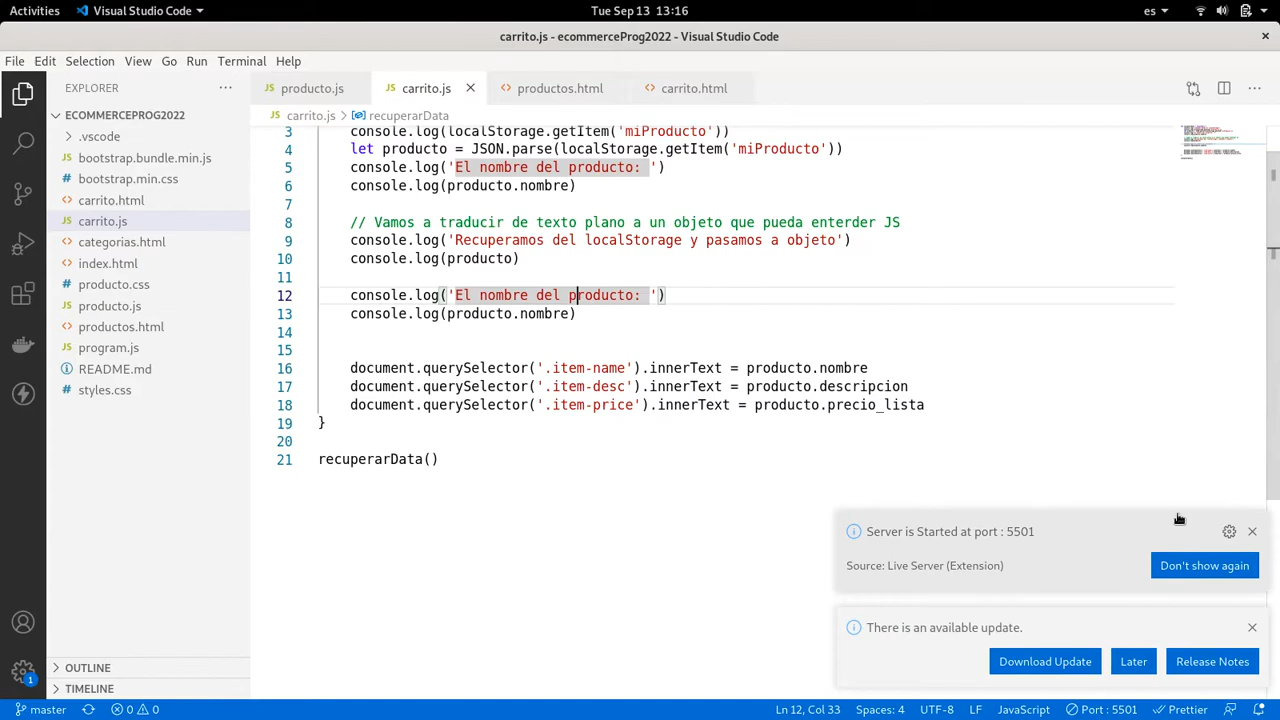 Activities Visual Studio Code Tue Sep 13 13:16 es
carrito.js - ecommerceProg2022 - Visual Studio Code
File Edit Selection View Go Run Terminal Help
EXPLORER
ECOMMERCEPROG2022
.vscode
bootstrap.bundle.min.js
bootstrap.min.css
carrito.html
carrito.js
categorias.html
index.html
producto.css
producto.js
productos.html
program.js
README.md
styles.css
OUTLINE
TIMELINE
producto.js carrito.js productos.html carrito.html
carrito.js recuperarData
3 console.log(localStorage.getItem('miProducto'))
4 let producto = JSON.parse(localStorage.getItem('miProducto'))
5 console.log('El nombre del producto: ')
6 console.log(producto.nombre)
7
8 // Vamos a traducir de texto plano a un objeto que pueda enterder JS
9 console.log('Recuperamos del localStorage y pasamos a objeto')
10 console.log(producto)
11
12 console.log('El nombre del producto: ')
13 console.log(producto.nombre)
14
15
16 document.querySelector('.item-name').innerText = producto.nombre
17 document.querySelector('.item-desc').innerText = producto.descripcion
18 document.querySelector('.item-price').innerText = producto.precio_lista
19 }
20
21 recuperarData()
Server is Started at port : 5501
Source: Live Server (Extension) Don't show again
There is an available update.
Download Update Later Release Notes
1
master 0 0 Ln 12, Col 33 Spaces: 4 UTF-8 LF JavaScript Port : 5501 Prettier